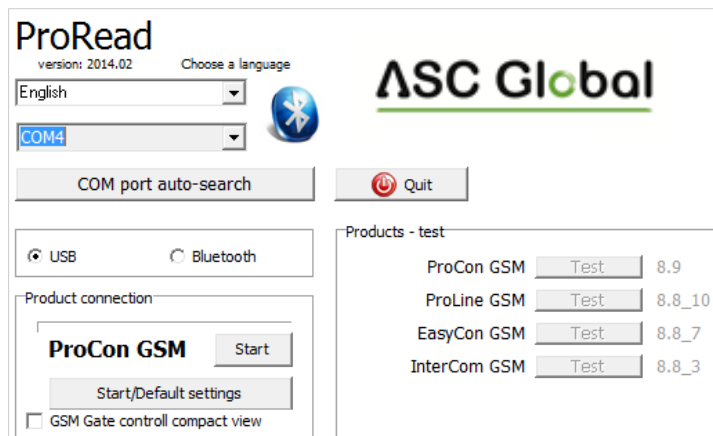 ProRead
version: 2014.02
Choose a language
English
COM4
ASC Global
COM port auto-search
Quit
USB
Bluetooth
Product connection
ProCon GSM
Start
Start/Default settings
GSM Gate controll compact view
Products - test
ProCon GSM Test 8.9
ProLine GSM Test 8.8_10
EasyCon GSM Test 8.8_7
InterCom GSM Test 8.8_3